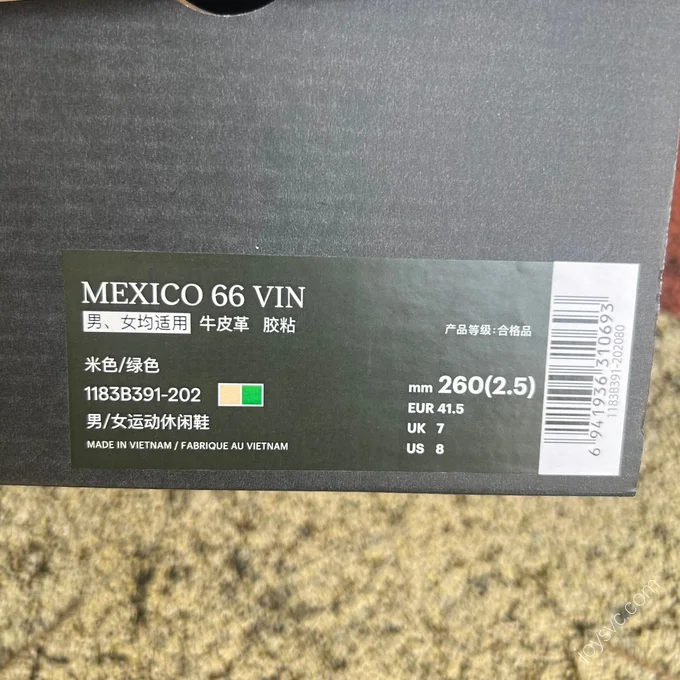 MEXICO 66 VIN
男、女均适用 牛皮革 胶粘
产品等级:合格品
米色/绿色
1183B391-202
男/女运动休闲鞋
MADE IN VIETNAM / FABRIQUE AU VIETNAM
mm 260(2.5)
EUR 41.5
UK 7
US 8
6 941936 310693
1183B391-202080
joysvc.com